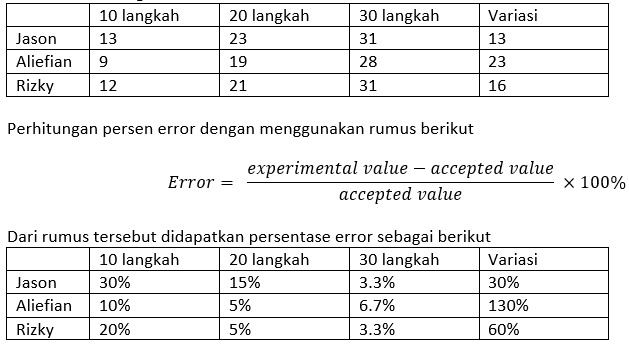 10 langkah 20 langkah 30 langkah Variasi
Jason 13 23 31 13
Aliefian 9 19 28 23
Rizky 12 21 31 16
Perhitungan persen error dengan menggunakan rumus berikut
Error = experimental value − accepted value / accepted value × 100%
Dari rumus tersebut didapatkan persentase error sebagai berikut
10 langkah 20 langkah 30 langkah Variasi
Jason 30% 15% 3.3% 30%
Aliefian 10% 5% 6.7% 130%
Rizky 20% 5% 3.3% 60%